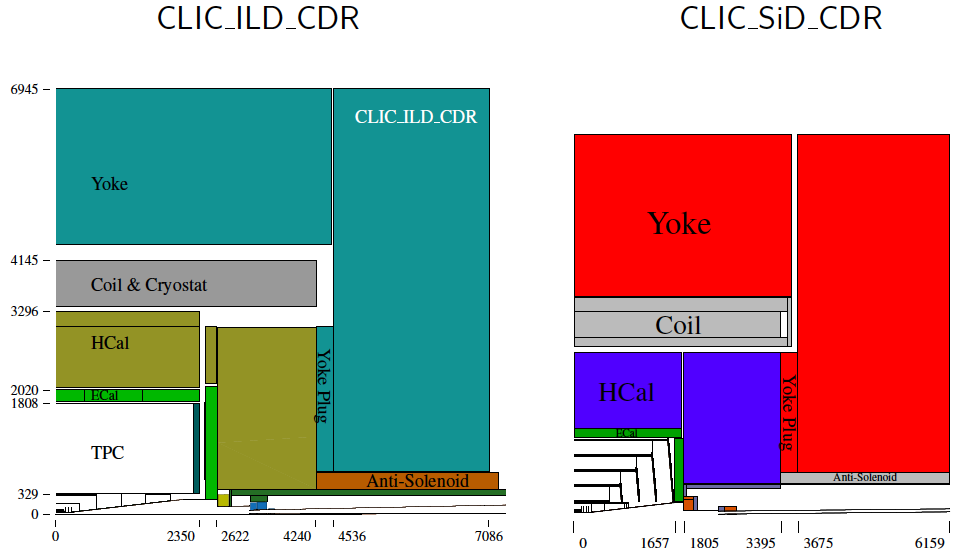 CLIC_ILD_CDR
CLIC_SiD_CDR
6945
4145
3296
2020
1808
329
0
CLIC_ILD_CDR
Yoke
Coil & Cryostat
HCal
ECal
TPC
Yoke Plug
Anti-Solenoid
0 2350 2622 4240 4536 7086
Yoke
Coil
HCal
ECal
Yoke Plug
Anti-Solenoid
0 1657 1805 3395 3675 6159